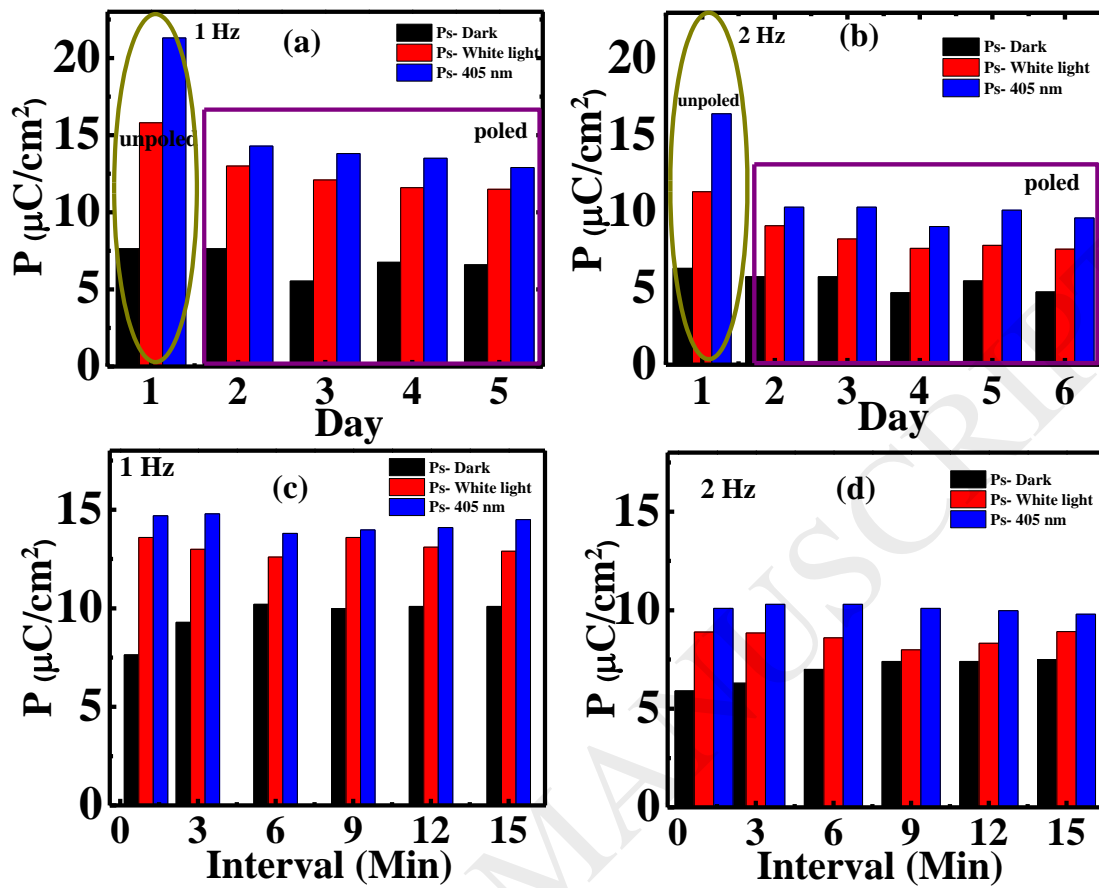 1 Hz
(a)
Ps- Dark
Ps- White light
Ps- 405 nm
unpoled
poled
P (μC/cm²)
20
15
10
5
0
1 2 3 4 5
Day
2 Hz
(b)
Ps- Dark
Ps- White light
Ps- 405 nm
unpoled
poled
P (μC/cm²)
20
15
10
5
0
1 2 3 4 5 6
Day
1 Hz
(c)
Ps- Dark
Ps- White light
Ps- 405 nm
P (μC/cm²)
15
10
5
0
0 3 6 9 12 15
Interval (Min)
2 Hz
(d)
Ps- Dark
Ps- White light
Ps- 405 nm
P (μC/cm²)
15
10
5
0
0 3 6 9 12 15
Interval (Min)
MANUSCRIPT